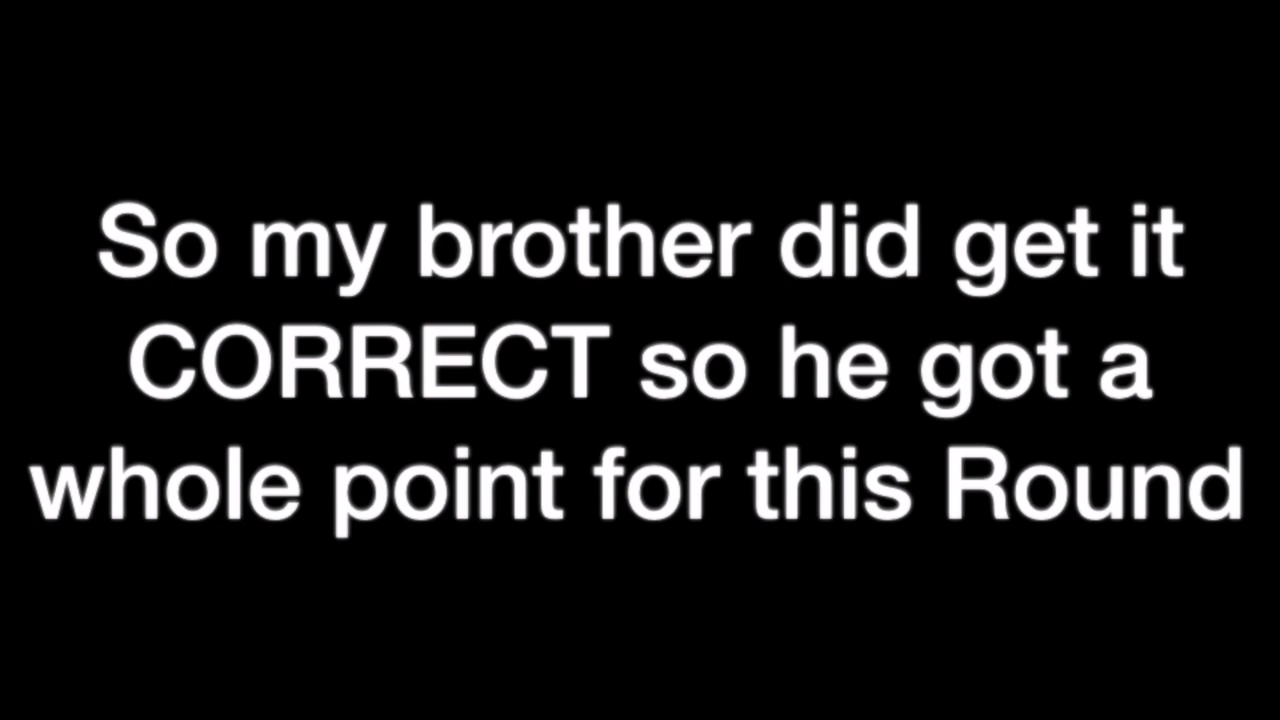 So my brother did get it
CORRECT so he got a
whole point for this Round